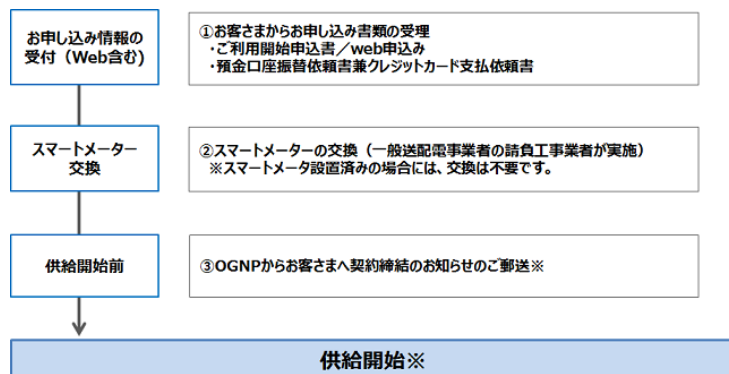 お申し込み情報の
受付（Web含む）
①お客さまからお申し込み書類の受理
・ご利用開始申込書／web申込み
・預金口座振替依頼書兼クレジットカード支払依頼書
スマートメーター
交換
②スマートメーターの交換（一般送配電事業者の請負工事業者が実施）
※スマートメータ設置済みの場合には、交換は不要です。
供給開始前
③OGNPからお客さまへ契約締結のお知らせのご郵送※
供給開始※